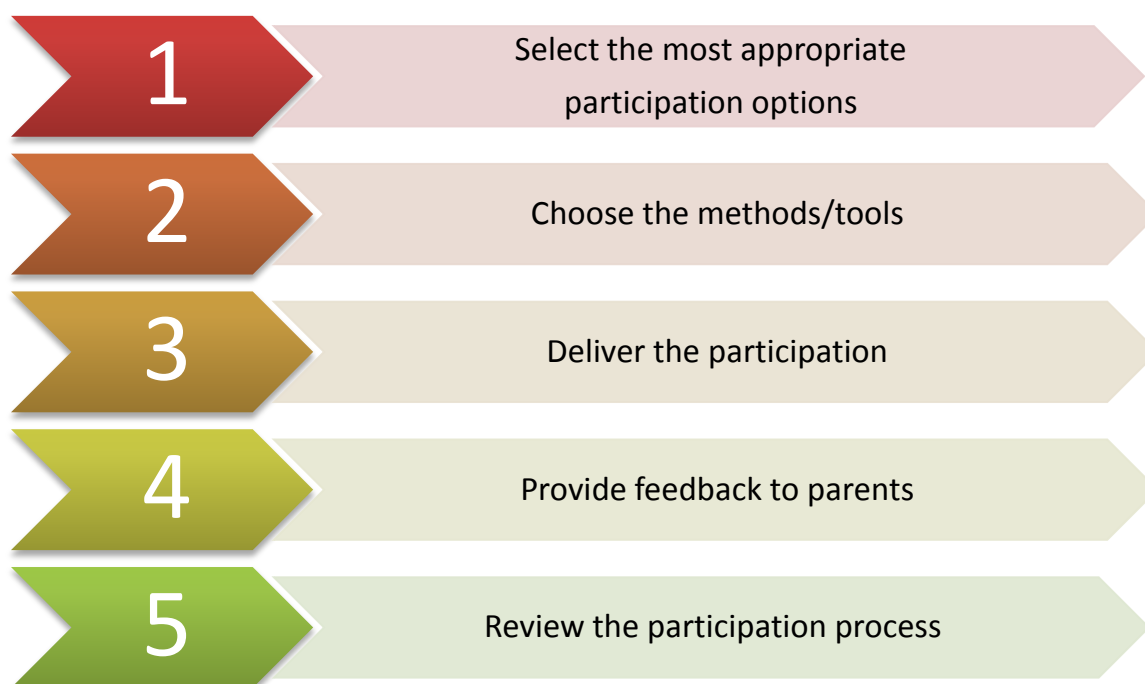 1
Select the most appropriate
participation options
2
Choose the methods/tools
3
Deliver the participation
4
Provide feedback to parents
5
Review the participation process